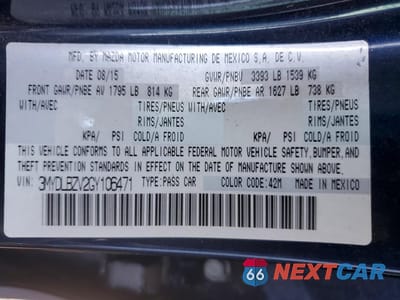 MFD. BY MAZDA MOTOR MANUFACTURING DE MEXICO S.A. DE C.V.
DATE 08/15 GVWR/PNBV 3393 LB 1539 KG
FRONT GAWR/PNBE AV 1795 LB 814 KG REAR GAWR/PNBE AR 1627 LB 738 KG
WITH/AVEC TIRES/PNEUS WITH/AVEC TIRES/PNEUS
RIMS/JANTES RIMS/JANTES
KPA/ PSI COLD/A FROID KPA/ PSI COLD/A FROID
THIS VEHICLE CONFORMS TO ALL APPLICABLE FEDERAL MOTOR VEHICLE SAFETY, BUMPER, AND
THEFT PREVENTION STANDARDS IN EFFECT ON THE DATE OF MANUFACTURE SHOWN ABOVE.
VIN: 3MYDLBZV2GY106471 TYPE: PASS CAR COLOR CODE: 42M MADE IN MEXICO
66 NEXTCAR